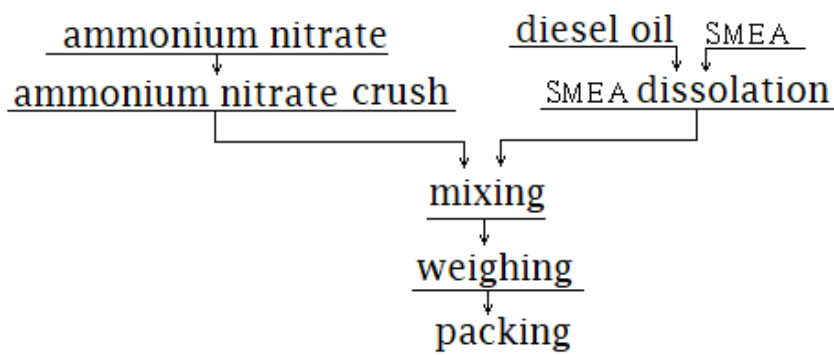 ammonium nitrate
diesel oil
SMEA
ammonium nitrate crush
SMEA dissolation
mixing
weighing
packing